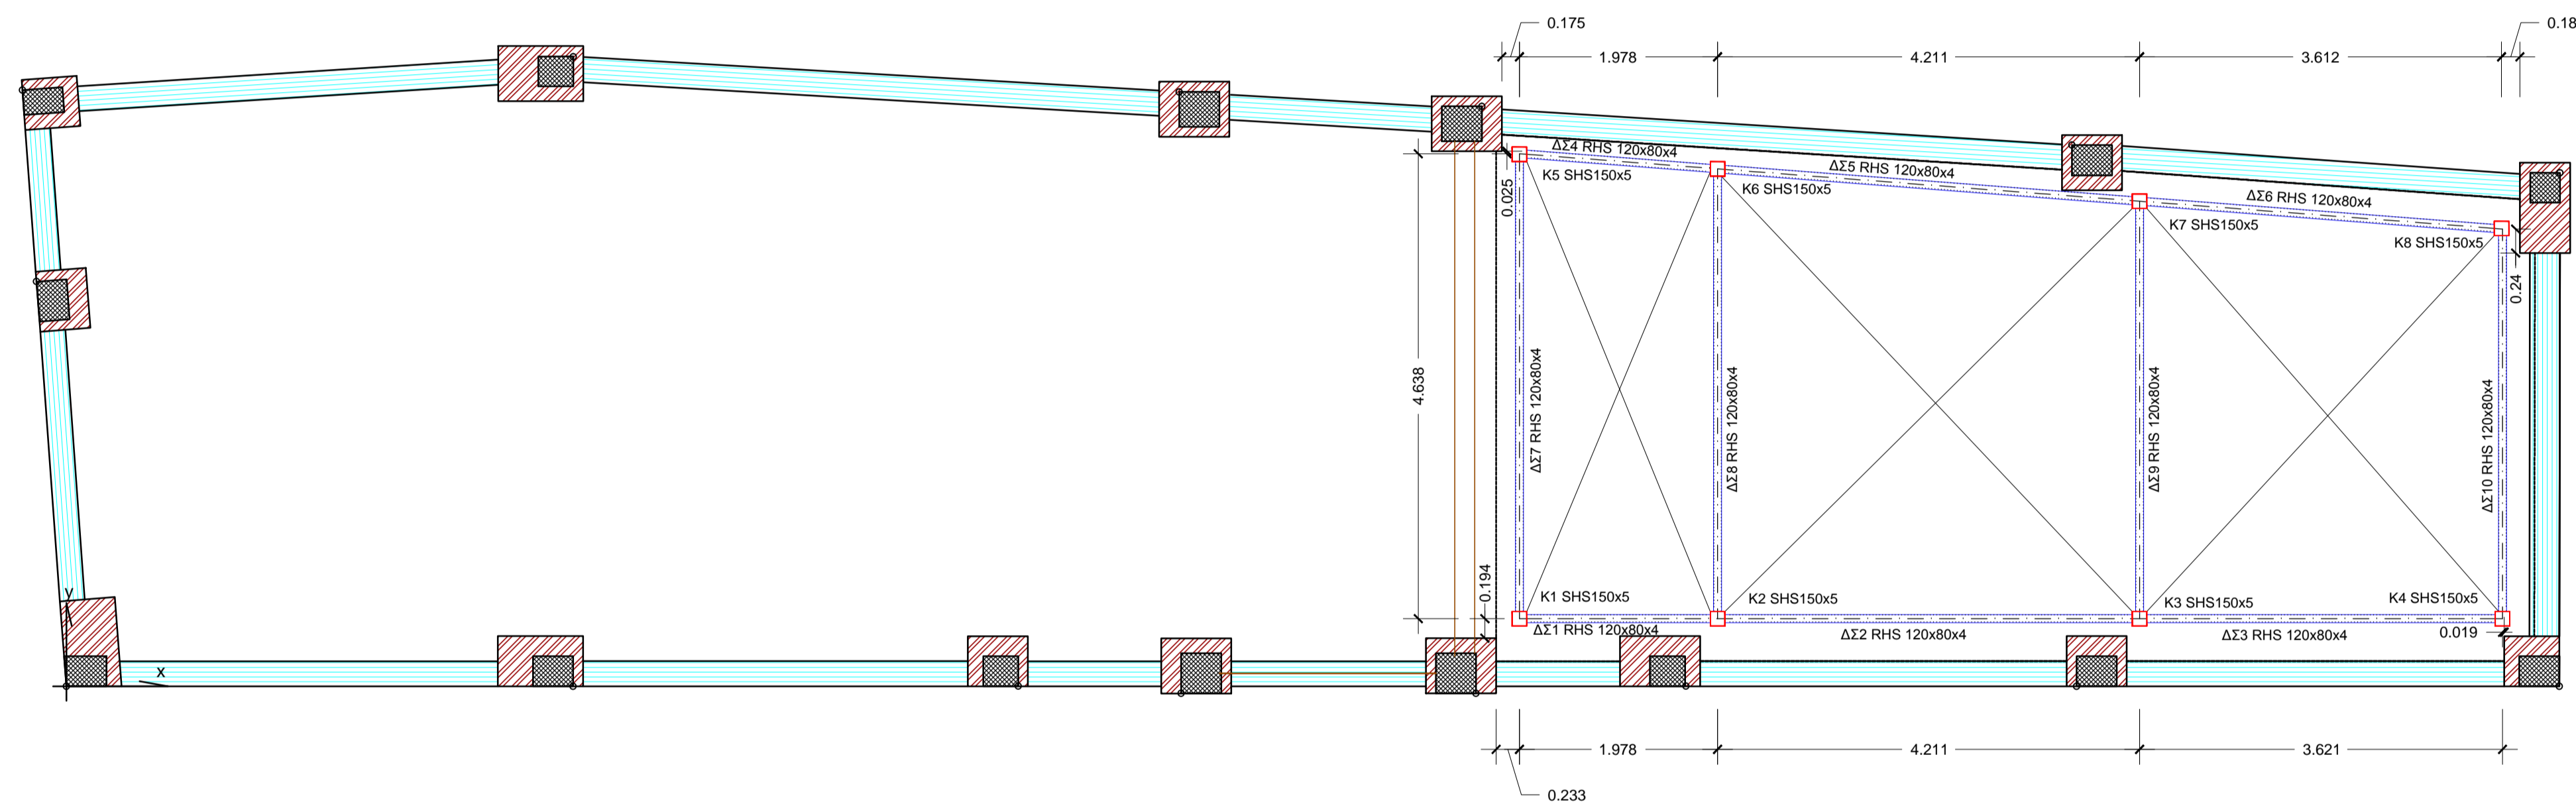 0.175
0.18
1.978
4.211
3.612
ΔΣ4 RHS 120x80x4
ΔΣ5 RHS 120x80x4
ΔΣ6 RHS 120x80x4
K5 SHS150x5
K6 SHS150x5
K7 SHS150x5
K8 SHS150x5
0.025
0.24
4.638
ΔΣ7 RHS 120x80x4
ΔΣ8 RHS 120x80x4
ΔΣ9 RHS 120x80x4
ΔΣ10 RHS 120x80x4
0.194
y
x
K1 SHS150x5
K2 SHS150x5
K3 SHS150x5
K4 SHS150x5
ΔΣ1 RHS 120x80x4
ΔΣ2 RHS 120x80x4
ΔΣ3 RHS 120x80x4
0.019
1.978
4.211
3.621
0.233